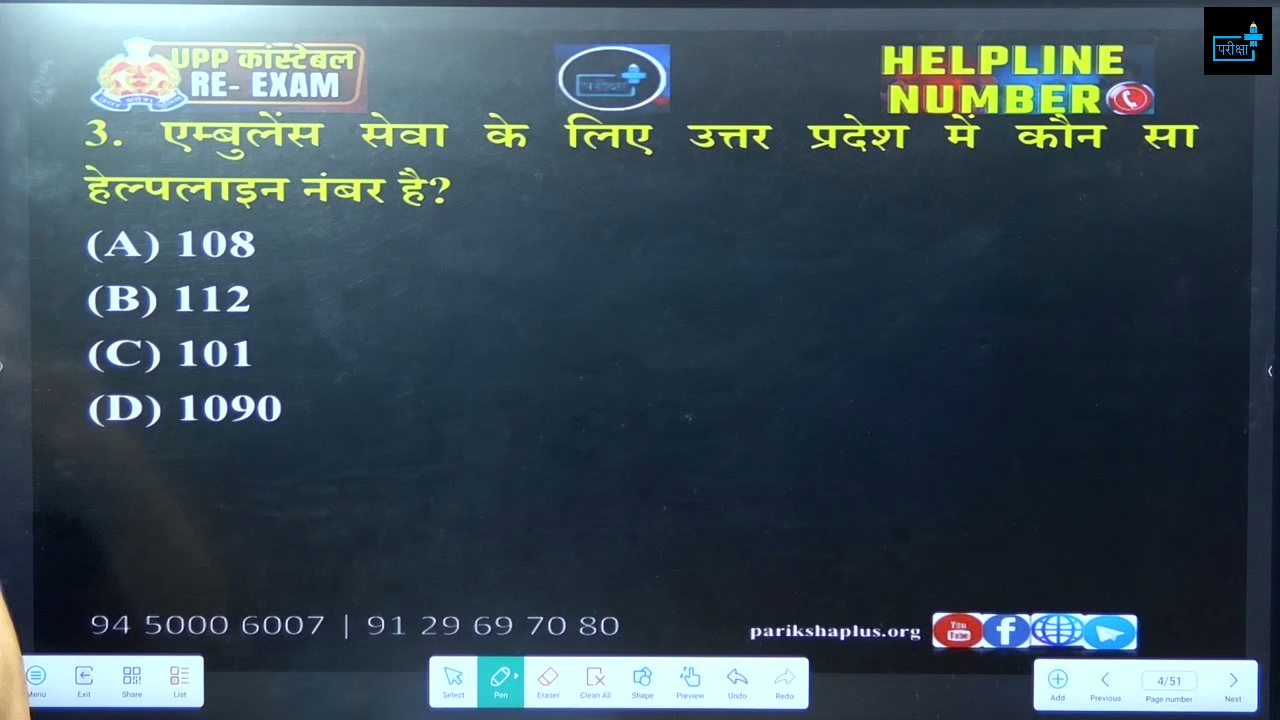 परीक्षा
UPP कांस्टेबल
RE- EXAM
HELPLINE
NUMBER
3. एम्बुलेंस सेवा के लिए उत्तर प्रदेश में कौन सा
हेल्पलाइन नंबर है?
(A) 108
(B) 112
(C) 101
(D) 1090
94 5000 6007 | 91 29 69 70 80
parikshaplus.org
You
Tube
Menu
Exit
Share
List
Select
Pen
Eraser
Clean All
Shape
Preview
Undo
Redo
Add
Previous
4/51
Page number
Next